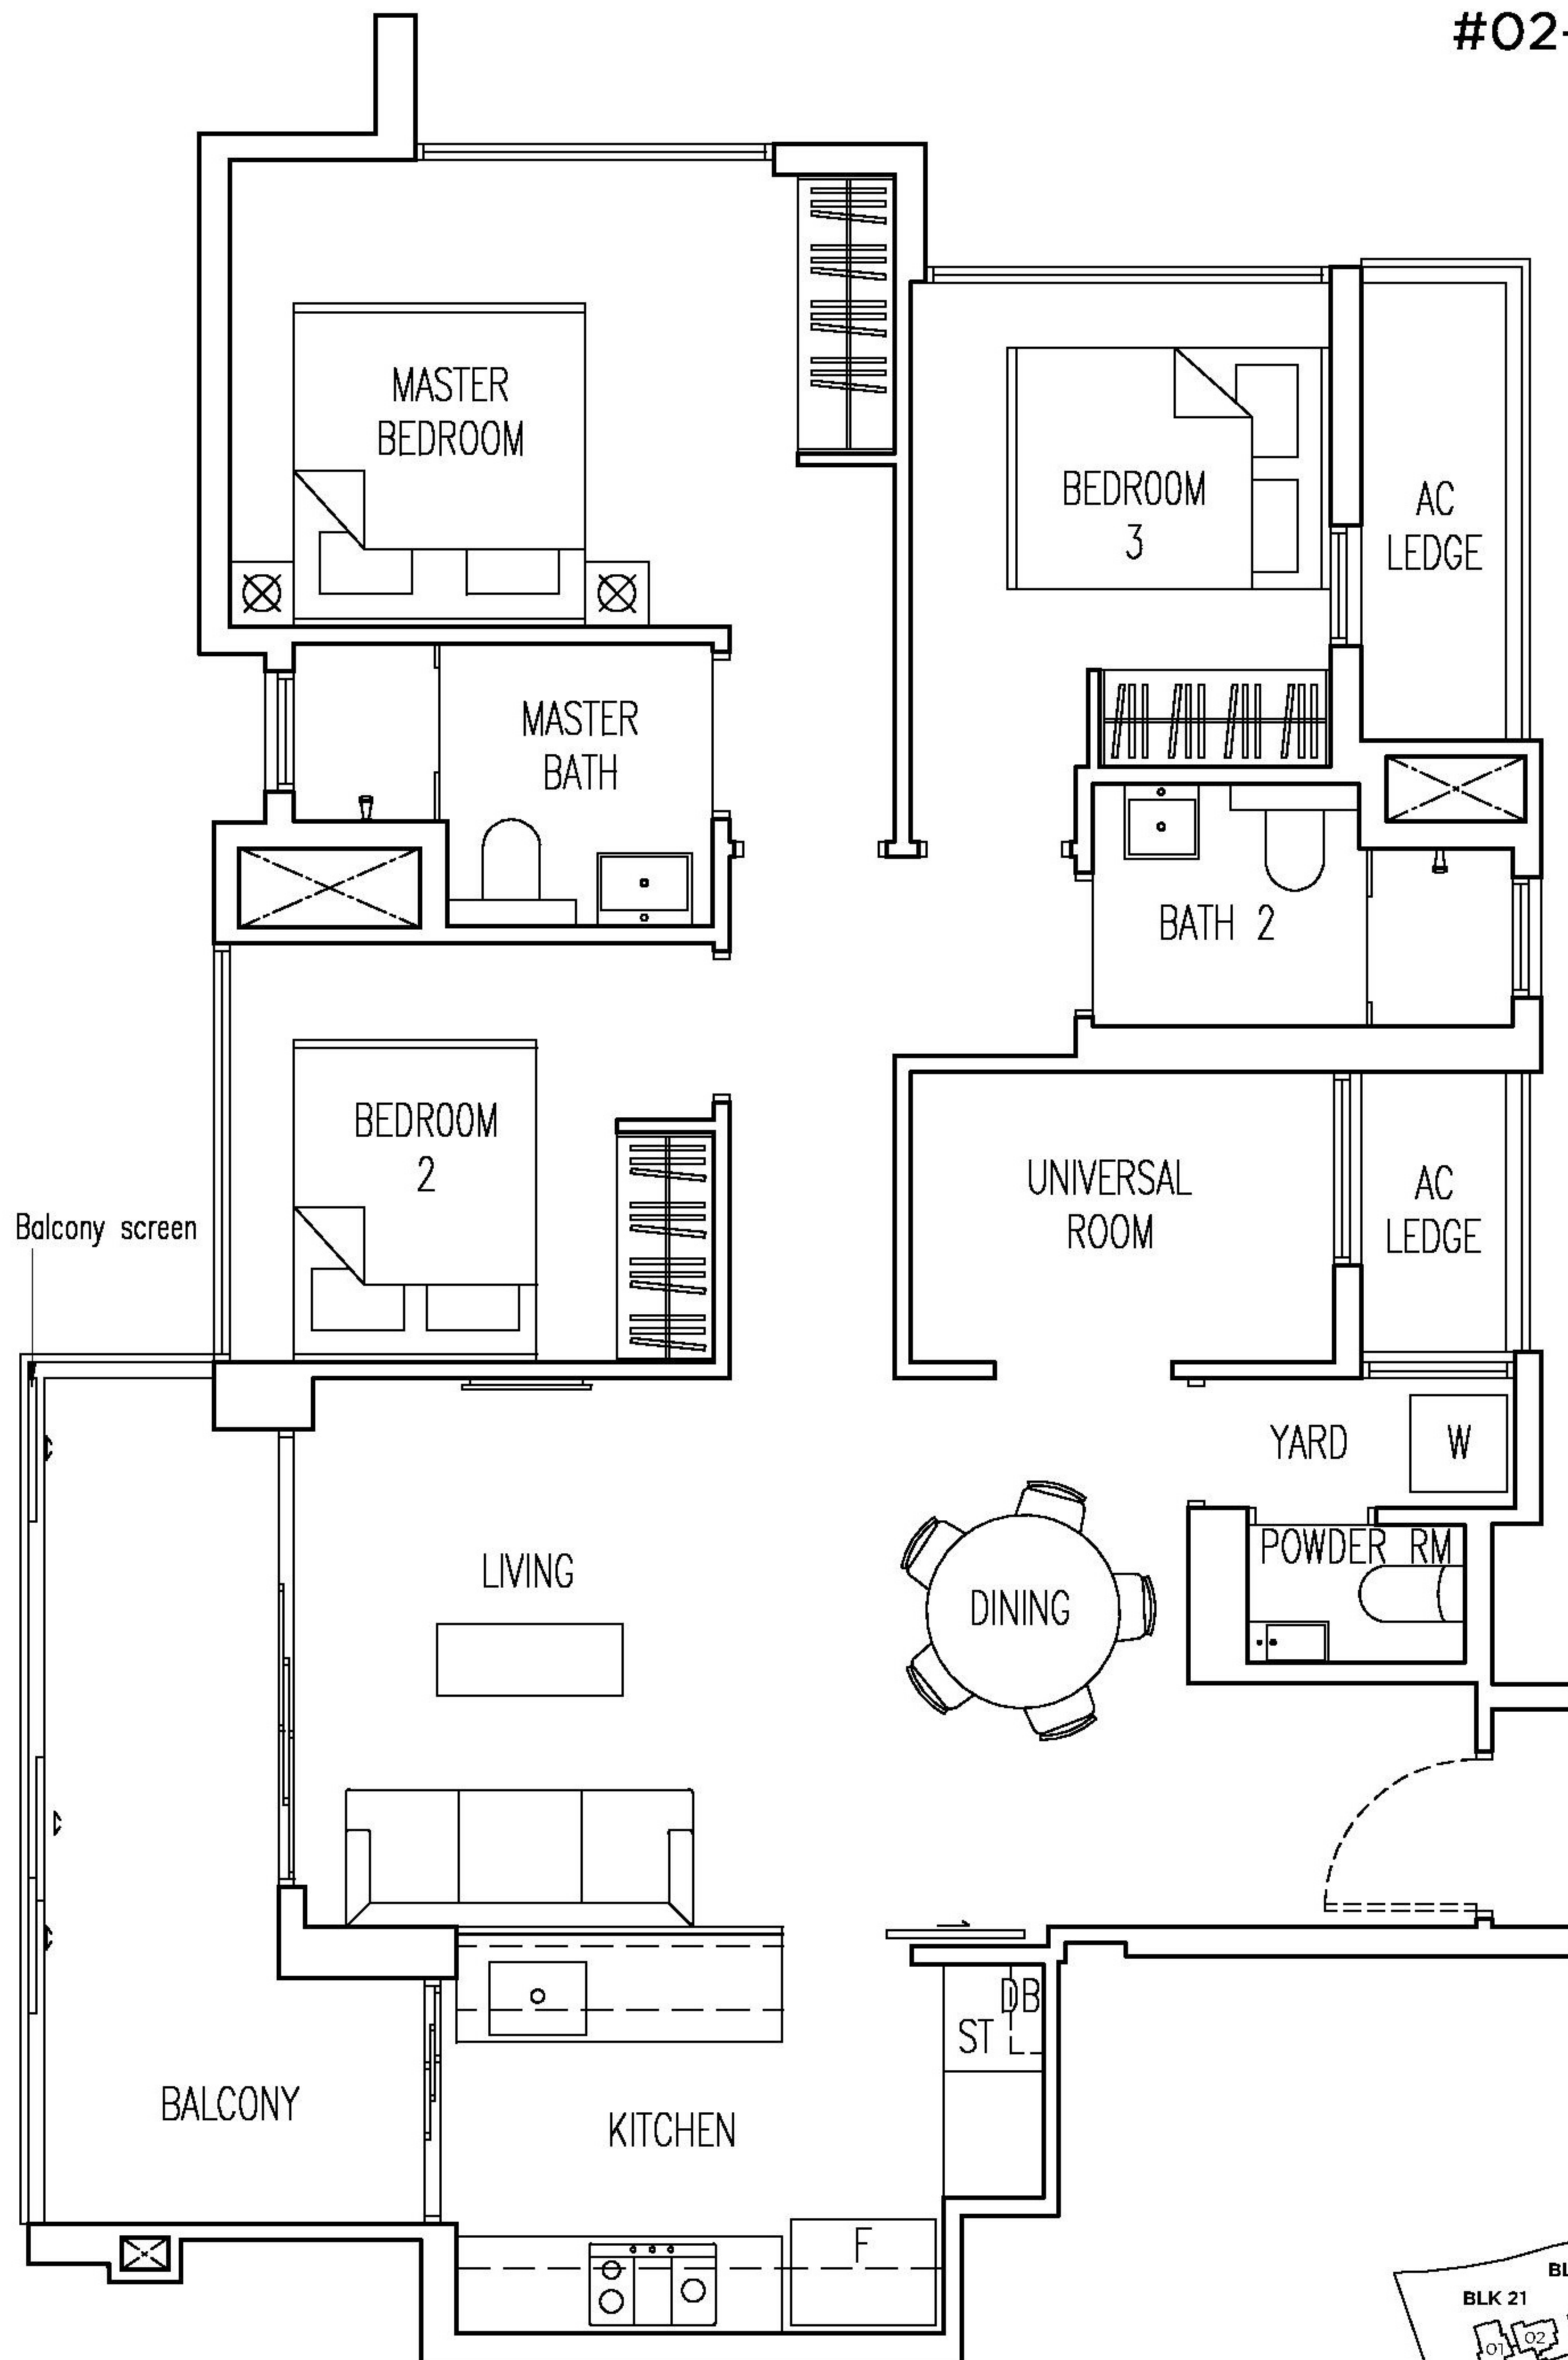 #02-
MASTER
BEDROOM
BEDROOM
3
AC
LEDGE
MASTER
BATH
BATH 2
BEDROOM
2
UNIVERSAL
ROOM
AC
LEDGE
Balcony screen
YARD
W
POWDER RM
LIVING
DINING
DB
ST
BALCONY
KITCHEN
F
BL
BLK 21
01
02